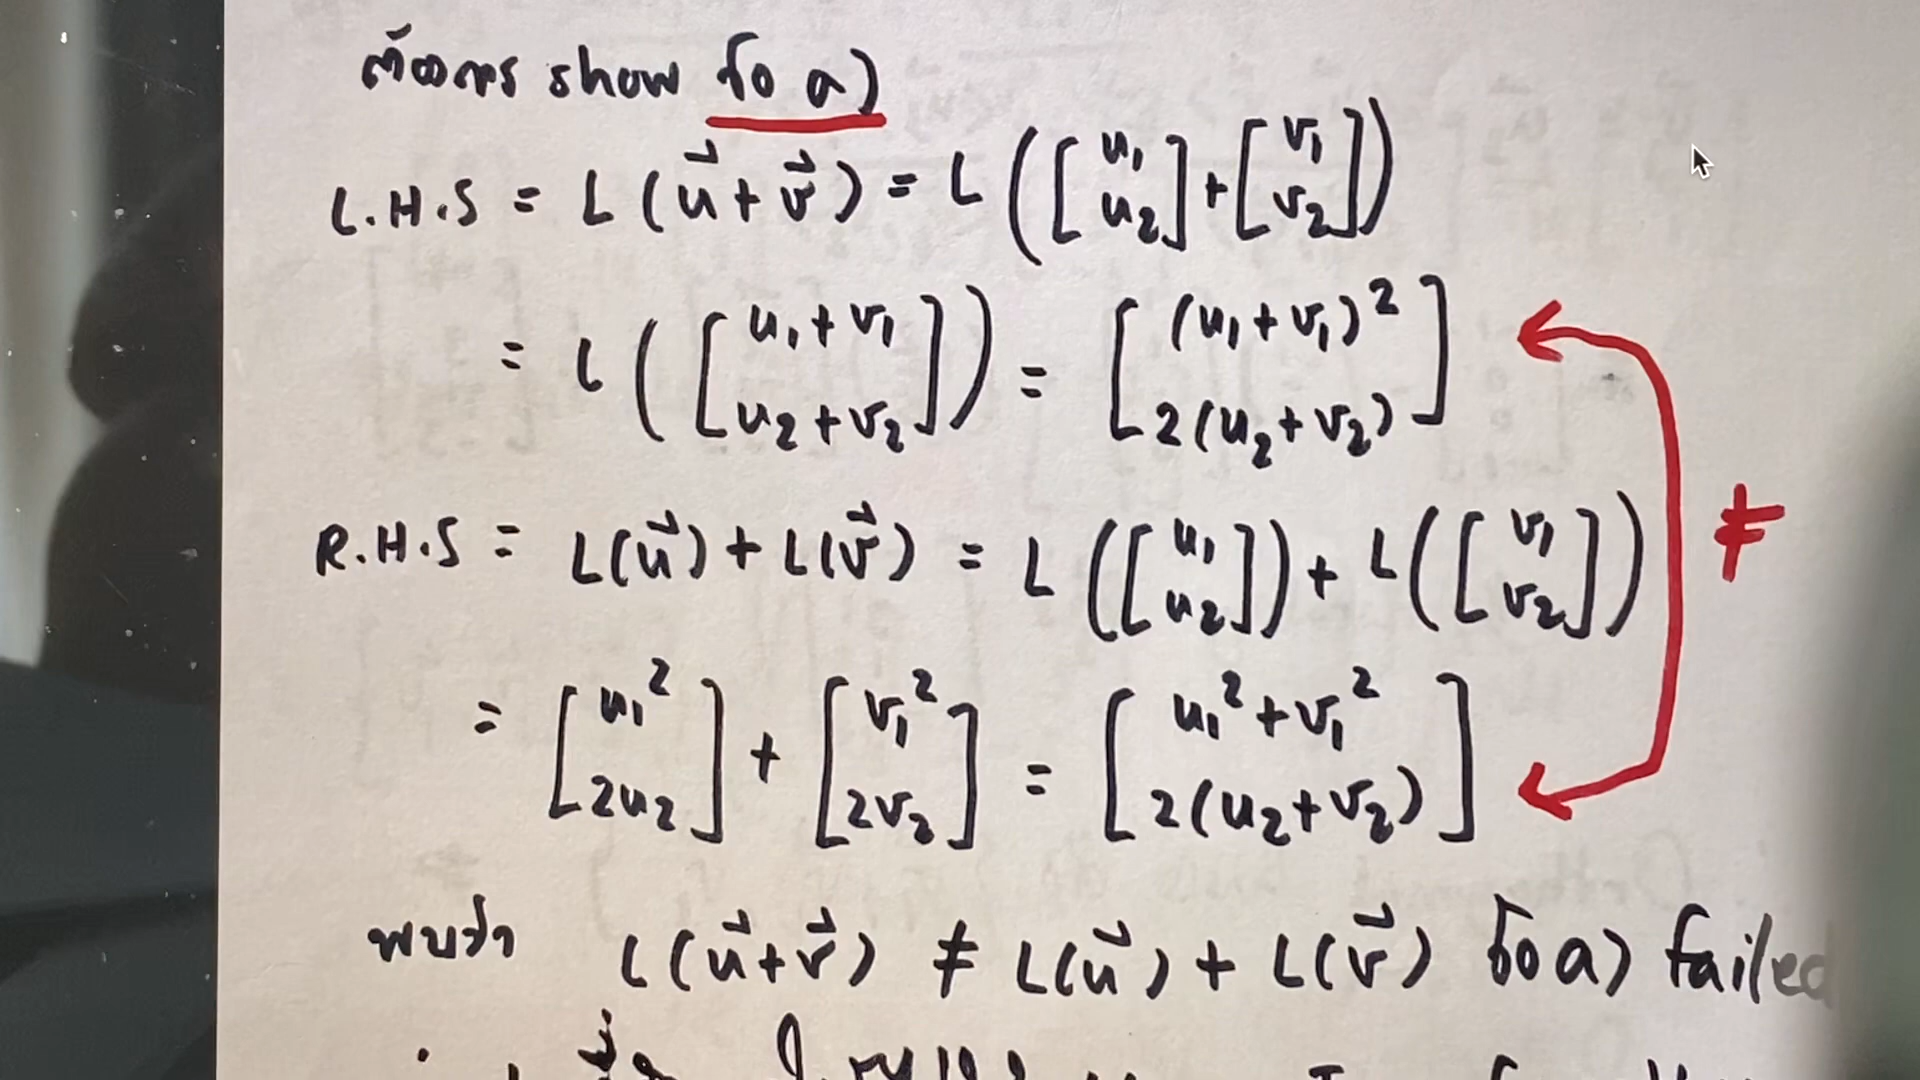 ต้องการ show ข้อ a)
L.H.S = L(u⃗ + v⃗) = L([u₁ u₂] + [v₁ v₂])
= L([u₁+v₁ u₂+v₂]) = [(u₁+v₁)² 2(u₂+v₂)]
≠
R.H.S = L(u⃗) + L(v⃗) = L([u₁ u₂]) + L([v₁ v₂])
= [u₁² 2u₂] + [v₁² 2v₂] = [u₁²+v₁² 2(u₂+v₂)]
พบว่า L(u⃗+v⃗) ≠ L(u⃗) + L(v⃗) ข้อ a) failed